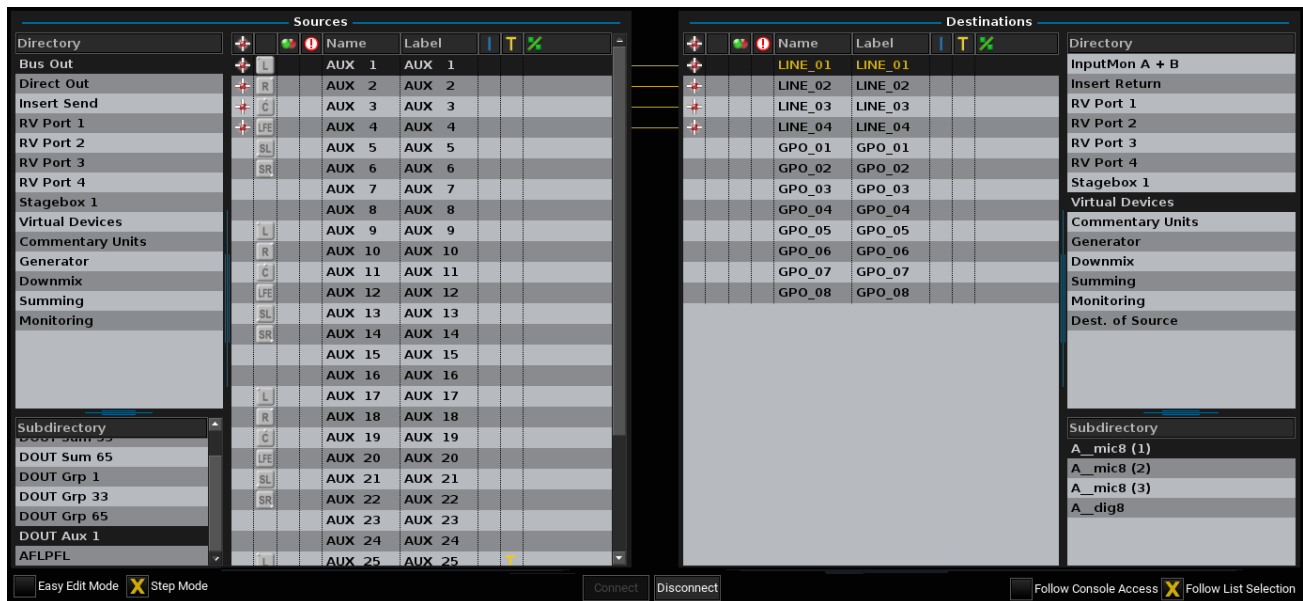 Sources
Directory
Bus Out
Direct Out
Insert Send
RV Port 1
RV Port 2
RV Port 3
RV Port 4
Stagebox 1
Virtual Devices
Commentary Units
Generator
Downmix
Summing
Monitoring
Subdirectory
DOUT Sum 65
DOUT Grp 1
DOUT Grp 33
DOUT Grp 65
DOUT Aux 1
AFLPFL
Name Label T
L AUX 1 AUX 1
R AUX 2 AUX 2
C AUX 3 AUX 3
LFE AUX 4 AUX 4
SL AUX 5 AUX 5
SR AUX 6 AUX 6
AUX 7 AUX 7
AUX 8 AUX 8
L AUX 9 AUX 9
R AUX 10 AUX 10
C AUX 11 AUX 11
LFE AUX 12 AUX 12
SL AUX 13 AUX 13
SR AUX 14 AUX 14
AUX 15 AUX 15
AUX 16 AUX 16
L AUX 17 AUX 17
R AUX 18 AUX 18
C AUX 19 AUX 19
LFE AUX 20 AUX 20
SL AUX 21 AUX 21
SR AUX 22 AUX 22
AUX 23 AUX 23
AUX 24 AUX 24
L AUX 25 AUX 25 T
Destinations
Name Label T
LINE_01 LINE_01
LINE_02 LINE_02
LINE_03 LINE_03
LINE_04 LINE_04
GPO_01 GPO_01
GPO_02 GPO_02
GPO_03 GPO_03
GPO_04 GPO_04
GPO_05 GPO_05
GPO_06 GPO_06
GPO_07 GPO_07
GPO_08 GPO_08
Directory
InputMon A + B
Insert Return
RV Port 1
RV Port 2
RV Port 3
RV Port 4
Stagebox 1
Virtual Devices
Commentary Units
Generator
Downmix
Summing
Monitoring
Dest. of Source
Subdirectory
A__mic8 (1)
A__mic8 (2)
A__mic8 (3)
A__dig8
Easy Edit Mode X Step Mode
Connect Disconnect
Follow Console Access X Follow List Selection